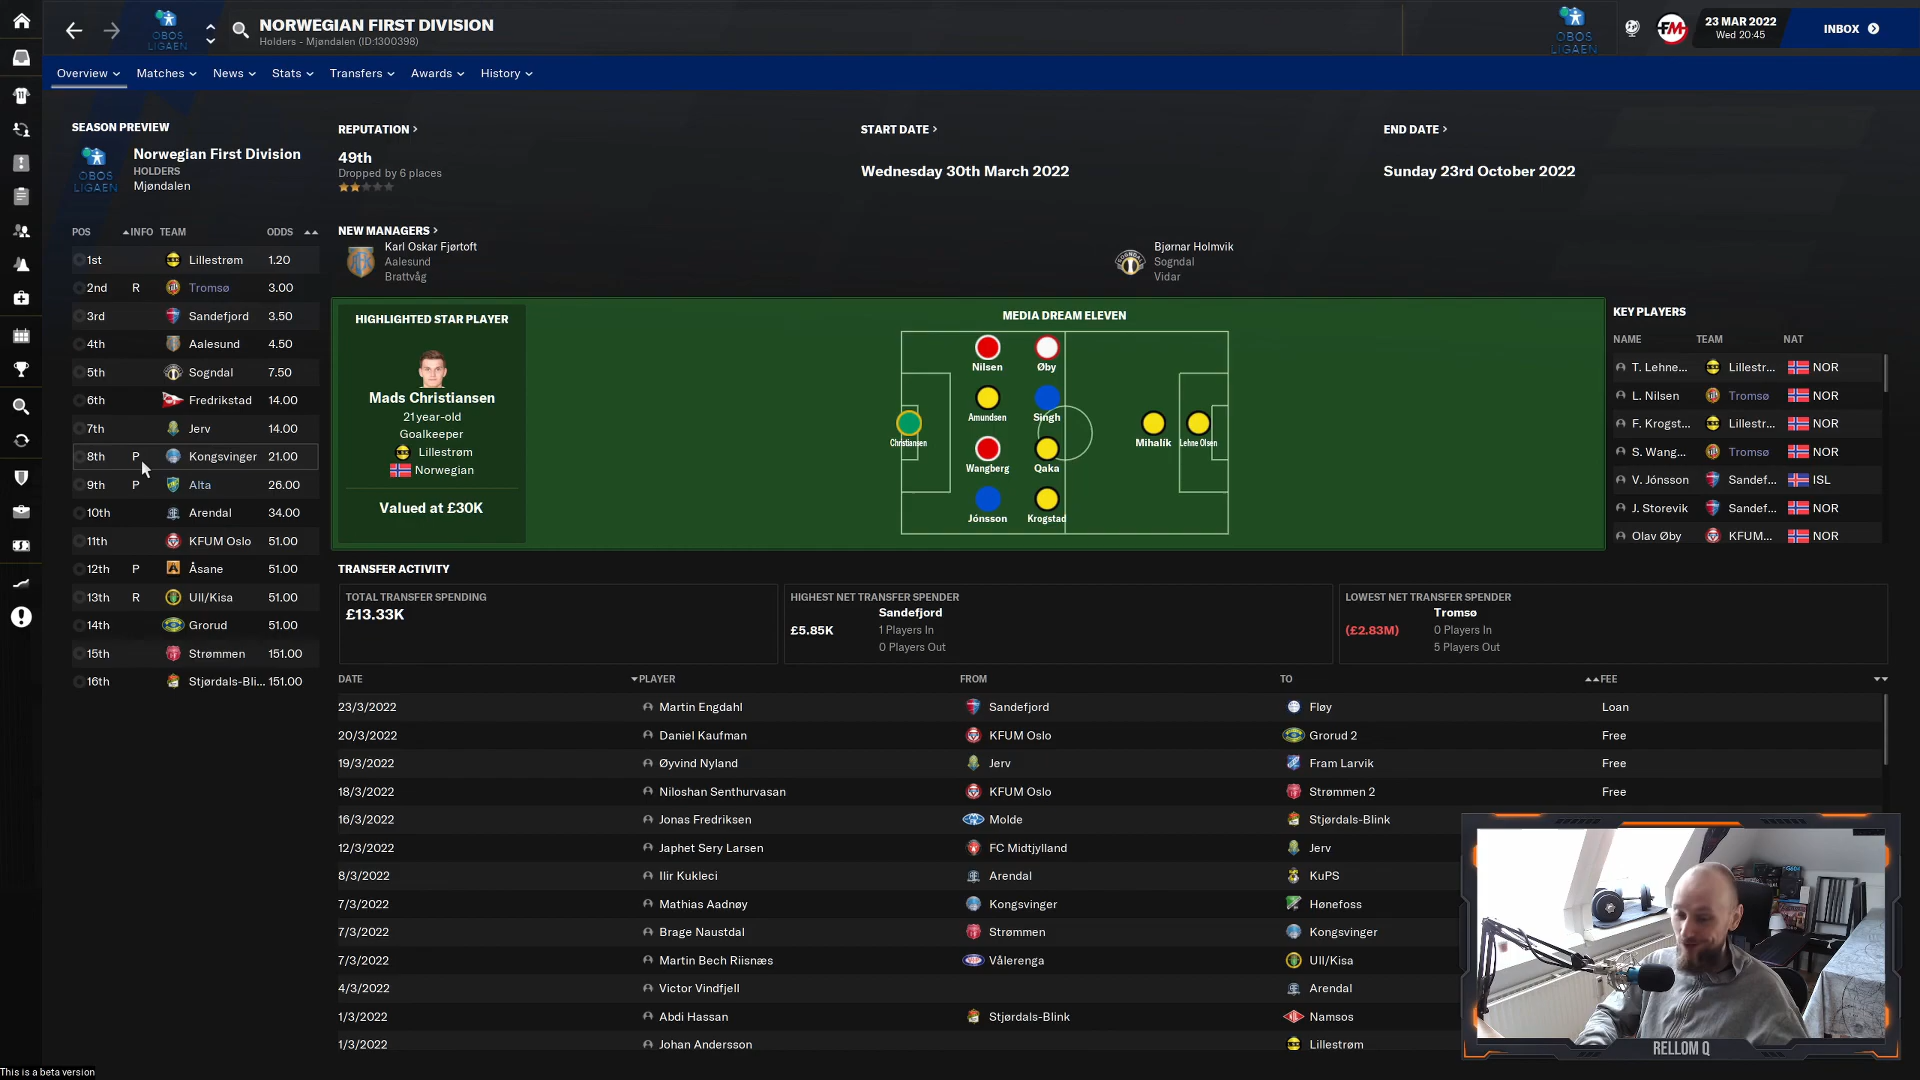 OBOS
LIGAEN
NORWEGIAN FIRST DIVISION
Holders - Mjøndalen (ID:1300398)
OBOS
LIGAEN
FM
23 MAR 2022
Wed 20:45
INBOX
Overview
Matches
News
Stats
Transfers
Awards
History
SEASON PREVIEW
OBOS
LIGAEN
Norwegian First Division
HOLDERS
Mjøndalen
REPUTATION
49th
Dropped by 6 places
START DATE
Wednesday 30th March 2022
END DATE
Sunday 23rd October 2022
NEW MANAGERS
Karl Oskar Fjørtoft
Aalesund
Brattvåg
Bjørnar Holmvik
Sogndal
Vidar
POS INFO TEAM ODDS
1st Lillestrøm 1.20
2nd R Tromsø 3.00
3rd Sandefjord 3.50
4th Aalesund 4.50
5th Sogndal 7.50
6th Fredrikstad 14.00
7th Jerv 14.00
8th P Kongsvinger 21.00
9th P Alta 26.00
10th Arendal 34.00
11th KFUM Oslo 51.00
12th P Åsane 51.00
13th R Ull/Kisa 51.00
14th Grorud 51.00
15th Strømmen 151.00
16th Stjørdals-Bli... 151.00
HIGHLIGHTED STAR PLAYER
Mads Christiansen
21 year-old
Goalkeeper
Lillestrøm
Norwegian
Valued at £30K
MEDIA DREAM ELEVEN
Nilsen Øby
Amundsen Singh
Christiansen Mihalík Lehne Olsen
Wangberg Qaka
Jónsson Krogstad
KEY PLAYERS
NAME TEAM NAT
T. Lehne... Lillestr... NOR
L. Nilsen Tromsø NOR
F. Krogst... Lillestr... NOR
S. Wang... Tromsø NOR
V. Jónsson Sandef... ISL
J. Storevik Sandef... NOR
Olav Øby KFUM... NOR
TRANSFER ACTIVITY
TOTAL TRANSFER SPENDING
£13.33K
HIGHEST NET TRANSFER SPENDER
Sandefjord
£5.85K 1 Players In
0 Players Out
LOWEST NET TRANSFER SPENDER
Tromsø
(£2.83M) 0 Players In
5 Players Out
DATE PLAYER FROM TO FEE
23/3/2022 Martin Engdahl Sandefjord Fløy Loan
20/3/2022 Daniel Kaufman KFUM Oslo Grorud 2 Free
19/3/2022 Øyvind Nyland Jerv Fram Larvik Free
18/3/2022 Niloshan Senthurvasan KFUM Oslo Strømmen 2 Free
16/3/2022 Jonas Fredriksen Molde Stjørdals-Blink
12/3/2022 Japhet Sery Larsen FC Midtjylland Jerv
8/3/2022 Ilir Kukleci Arendal KuPS
7/3/2022 Mathias Aadnøy Kongsvinger Hønefoss
7/3/2022 Brage Naustdal Strømmen Kongsvinger
7/3/2022 Martin Bech Riisnæs Vålerenga Ull/Kisa
4/3/2022 Victor Vindfjell Arendal
1/3/2022 Abdi Hassan Stjørdals-Blink Namsos
1/3/2022 Johan Andersson Lillestrøm
RELLOM Q
This is a beta version